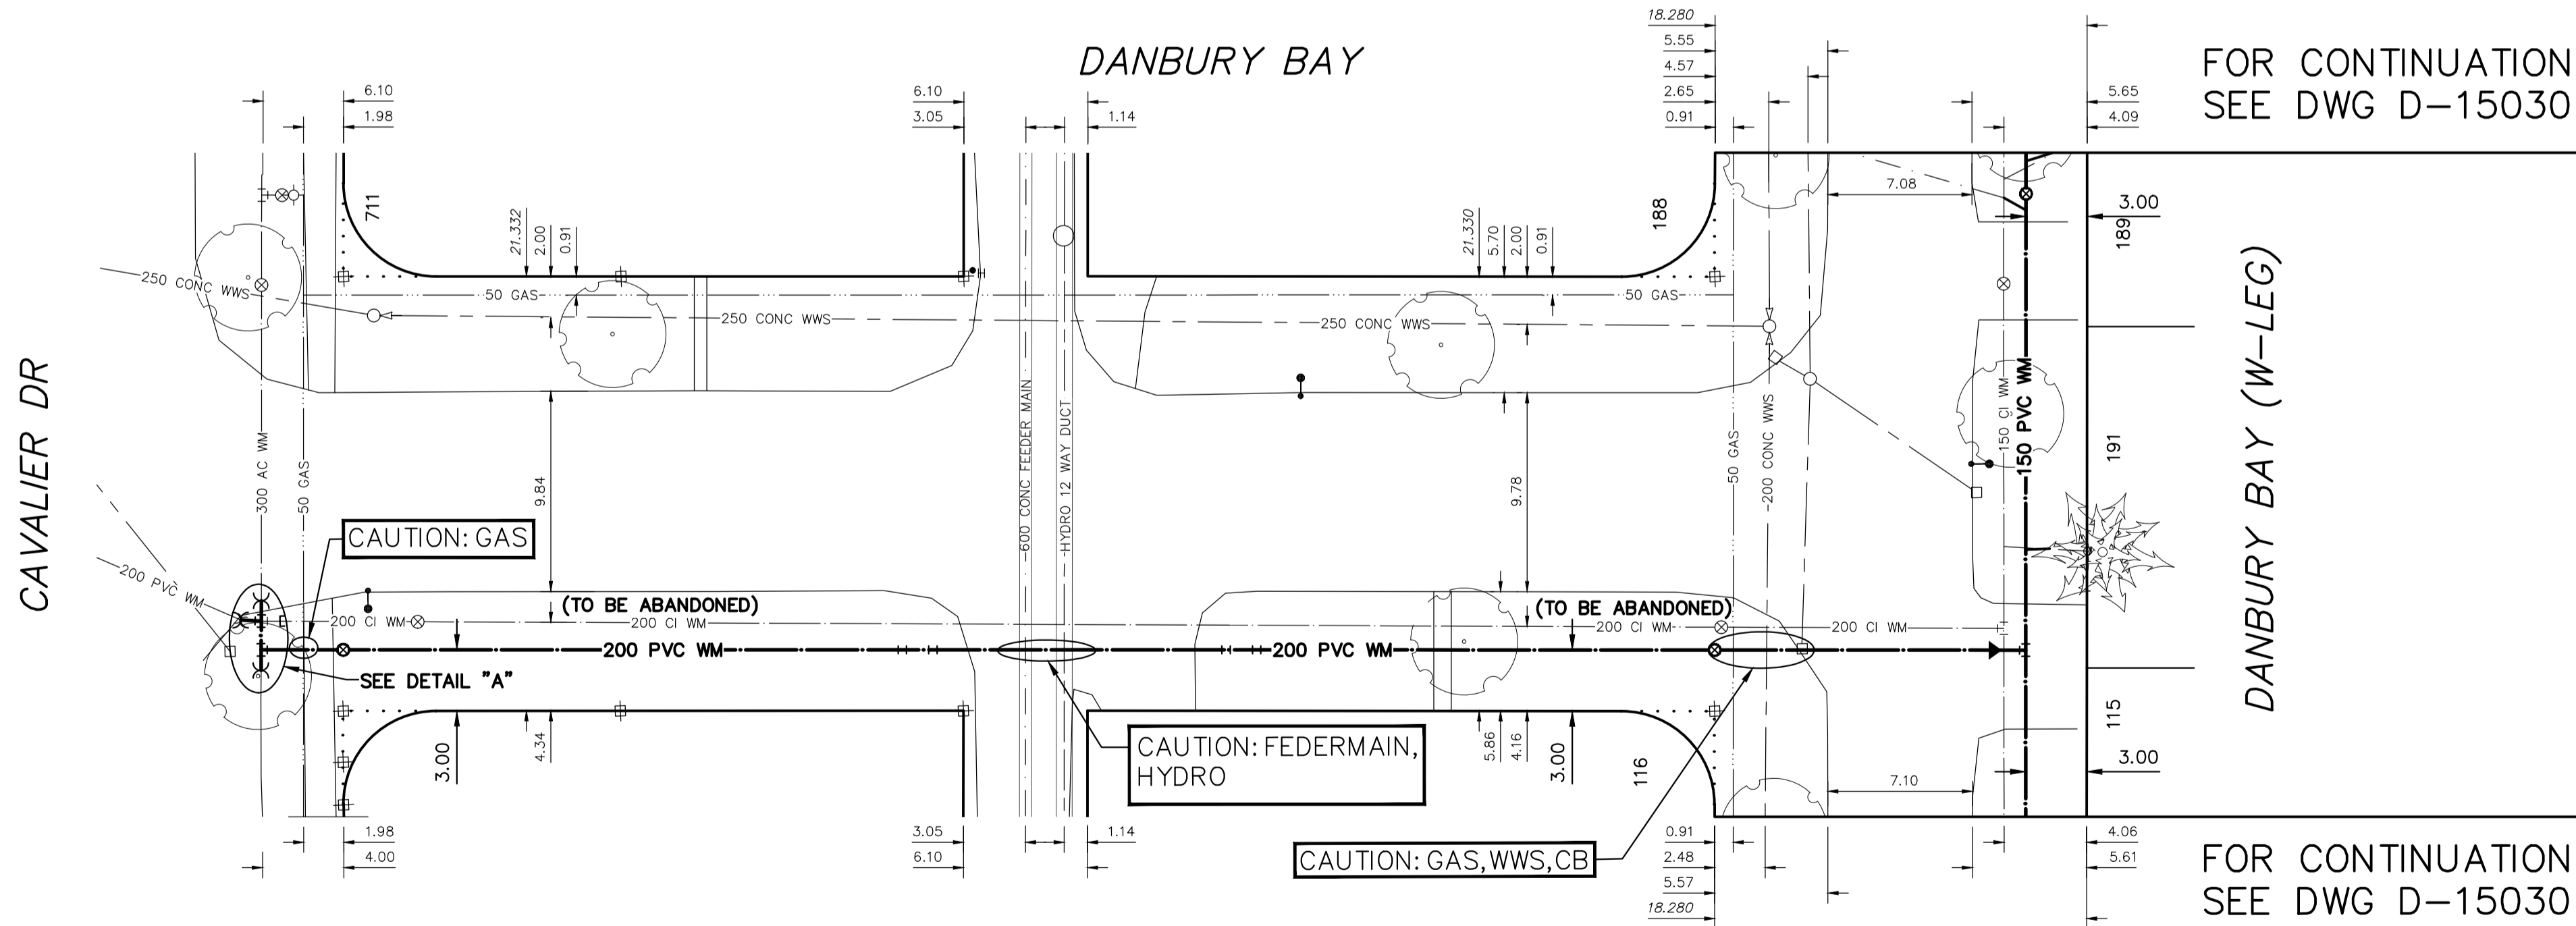 18.280
5.55
4.57
2.65
0.91
DANBURY BAY
FOR CONTINUATION
SEE DWG D-15030
6.10
1.98
6.10
3.05
1.14
5.65
4.09
711
21.332
2.00
0.91
21.330
5.70
2.00
0.91
188
7.08
3.00
189
250 CONC WWS
50 GAS
50 GAS
250 CONC WWS
250 CONC WWS
CAVALIER DR
300 AC WM
50 GAS
9.84
600 CONC FEEDER MAIN
HYDRO 12 WAY DUCT
9.78
50 GAS
200 CONC WWS
150 CI WM
150 PVC WM
191
DANBURY BAY (W-LEG)
CAUTION: GAS
200 PVC WM
(TO BE ABANDONED)
(TO BE ABANDONED)
200 CI WM
200 CI WM
200 CI WM
200 CI WM
200 PVC WM
200 PVC WM
SEE DETAIL "A"
3.00
4.34
CAUTION: FEDERMAIN,
HYDRO
5.86
4.16
3.00
116
7.10
115
3.00
1.98
4.00
3.05
6.10
1.14
CAUTION: GAS,WWS,CB
0.91
2.48
5.57
18.280
4.06
5.61
FOR CONTINUATION
SEE DWG D-15030